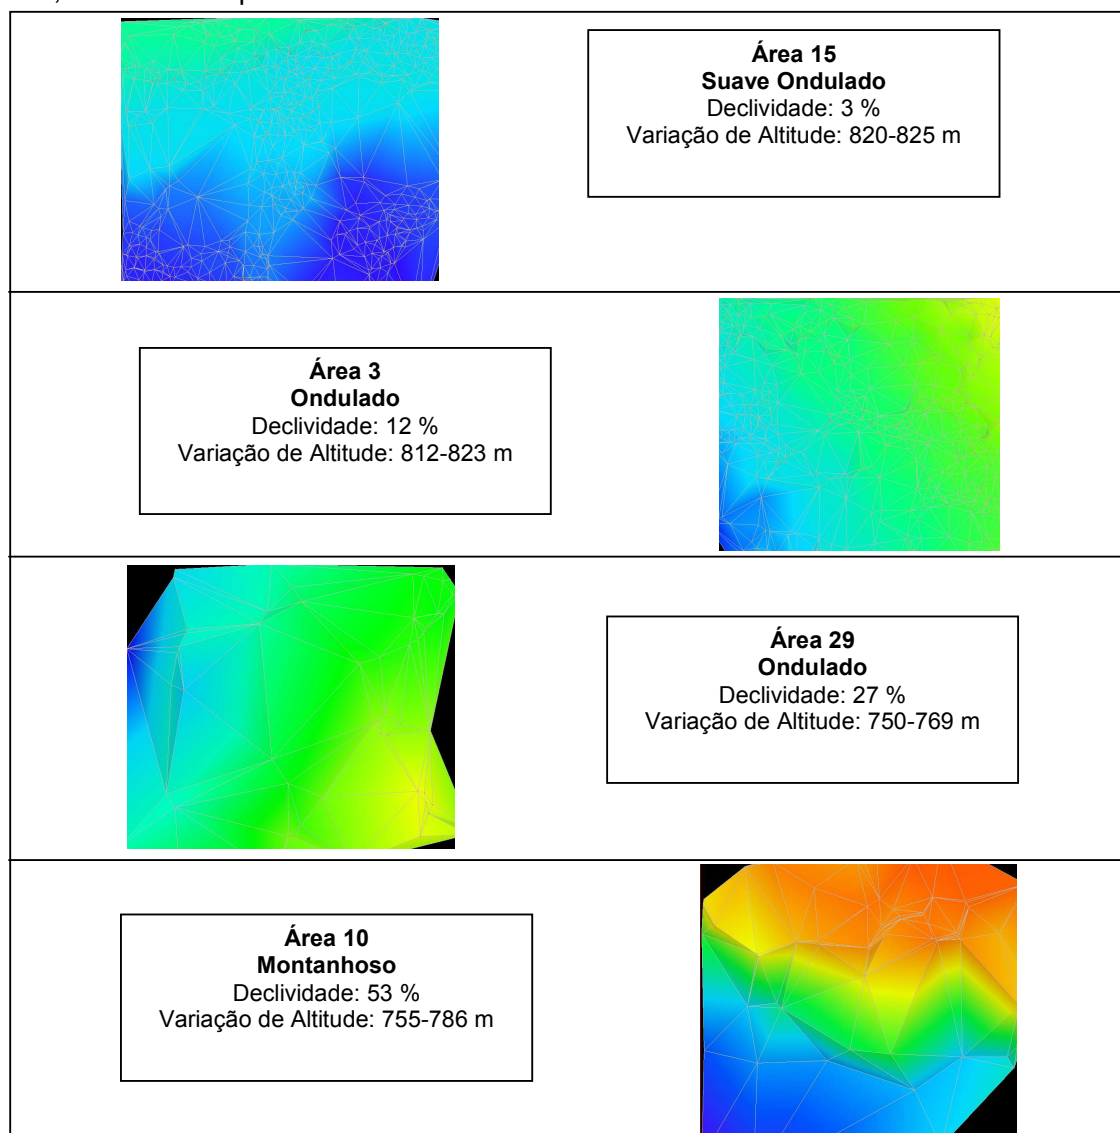 Área 15
Suave Ondulado
Declividade: 3 %
Variação de Altitude: 820-825 m
Área 3
Ondulado
Declividade: 12 %
Variação de Altitude: 812-823 m
Área 29
Ondulado
Declividade: 27 %
Variação de Altitude: 750-769 m
Área 10
Montanhoso
Declividade: 53 %
Variação de Altitude: 755-786 m